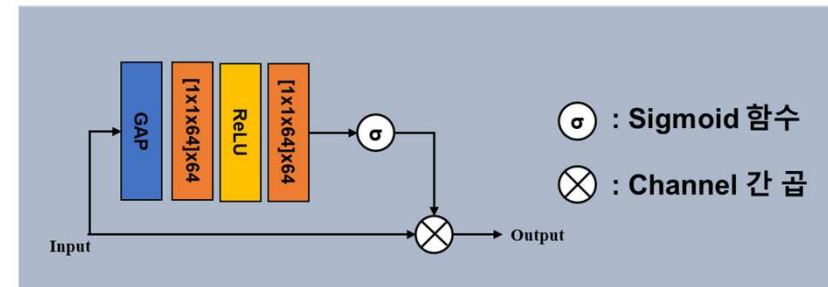 GAP
[1x1x64]x64
ReLU
[1x1x64]x64
σ
Input
Output
σ : Sigmoid 함수
: Channel 간 곱